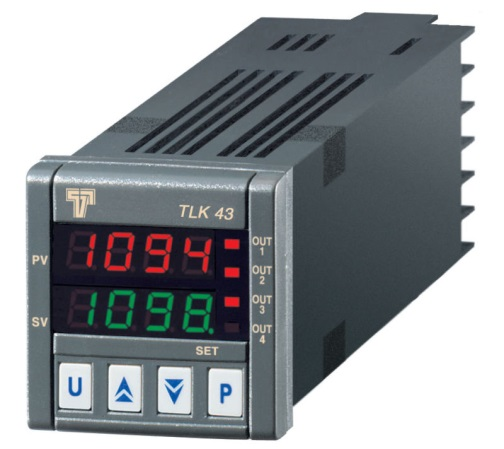 TLK 43
PV 1094
OUT 1
OUT 2
SV 1098
OUT 3
OUT 4
SET
U P